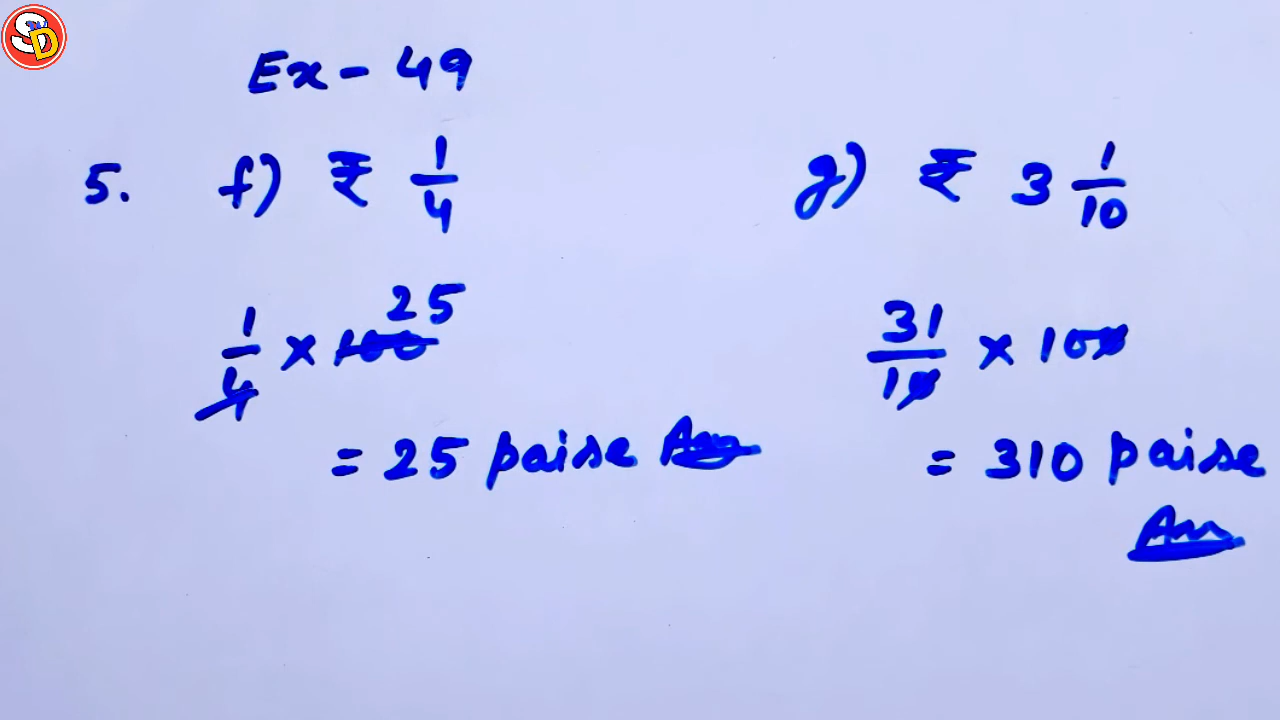 SD
Ex - 49
5. f) ₹ 1/4
g) ₹ 3 1/10
1/4 × 100 25
= 25 paise Ans
31/10 × 100
= 310 paise
Ans